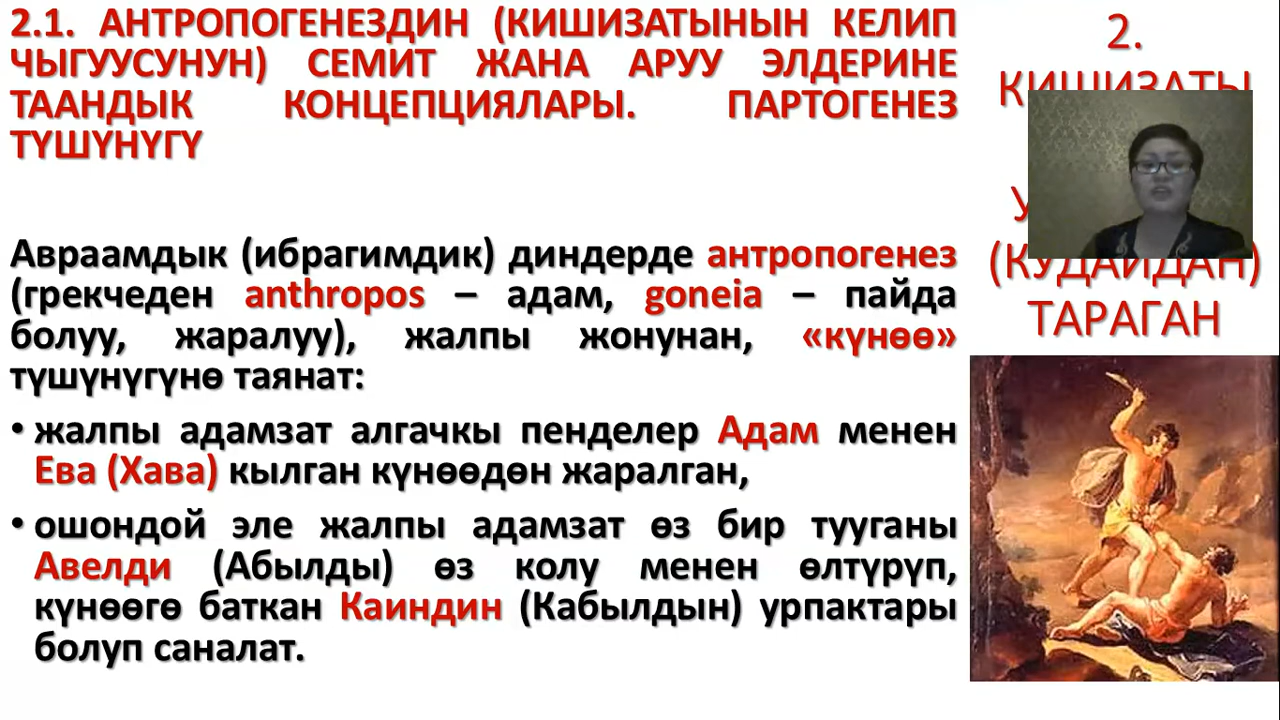 2.1. АНТРОПОГЕНЕЗДИН (КИШИЗАТЫНЫН КЕЛИП
ЧЫГУУСУНУН) СЕМИТ ЖАНА АРУУ ЭЛДЕРИНЕ
ТААНДЫК КОНЦЕПЦИЯЛАРЫ. ПАРТОГЕНЕЗ
ТҮШҮНҮГҮ
Авраамдык (ибрагимдик) диндерде антропогенез
(грекчеден anthropos – адам, goneia – пайда
болуу, жаралуу), жалпы жонунан, «күнөө»
түшүнүгүнө таянат:
• жалпы адамзат алгачкы пенделер Адам менен
Ева (Хава) кылган күнөөдөн жаралган,
• ошондой эле жалпы адамзат өз бир тууганы
Авелди (Абылды) өз колу менен өлтүрүп,
күнөөгө баткан Каиндин (Кабылдын) урпактары
болуп саналат.
2.
КИШИЗАТЫ
(КУДАЙДАН)
ТАРАГАН